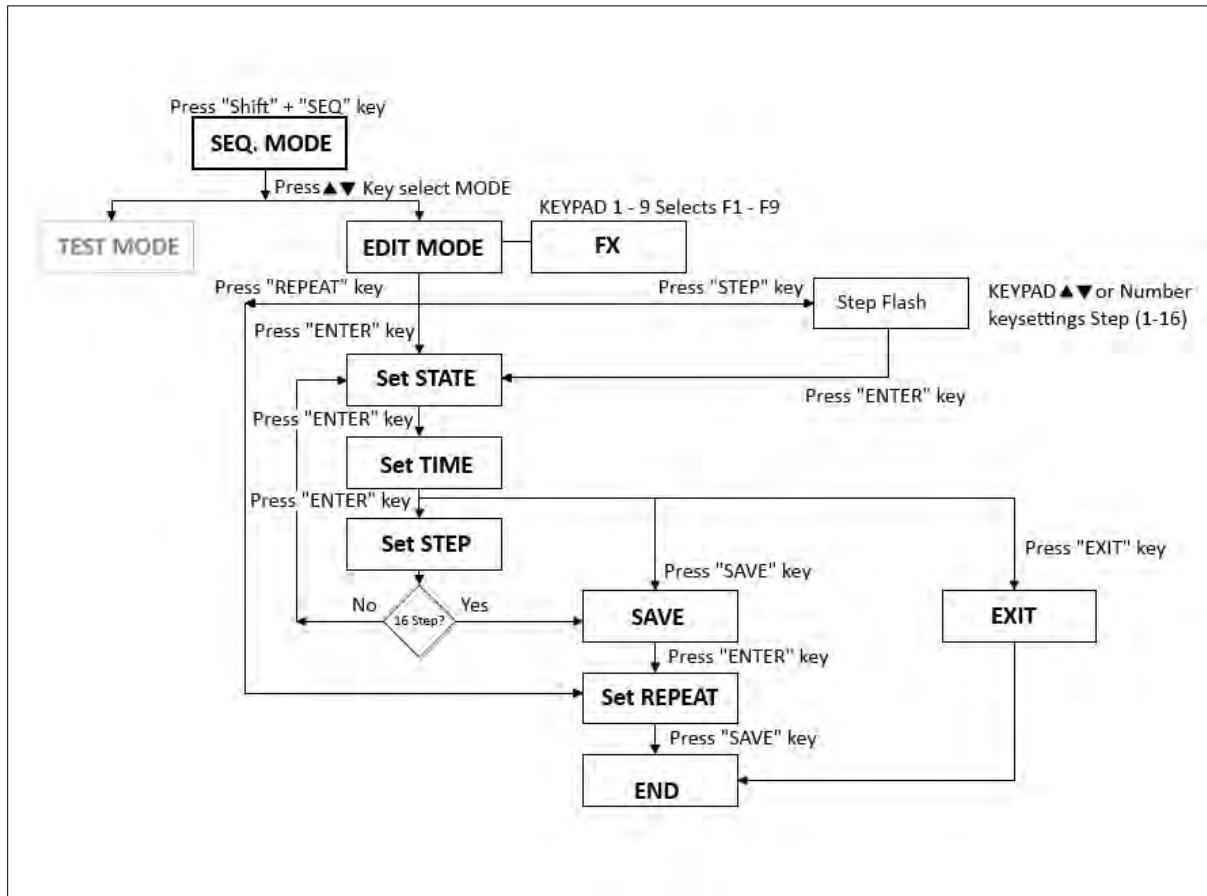 Press "Shift" + "SEQ" key
SEQ. MODE
Press ▲▼ Key select MODE
TEST MODE
EDIT MODE
KEYPAD 1 - 9 Selects F1 - F9
FX
Press "REPEAT" key
Press "STEP" key
Step Flash
KEYPAD ▲▼ or Number
keysettings Step (1-16)
Press "ENTER" key
Set STATE
Press "ENTER" key
Press "ENTER" key
Set TIME
Press "ENTER" key
Set STEP
Press "SAVE" key
Press "EXIT" key
No
16 Step?
Yes
SAVE
EXIT
Press "ENTER" key
Set REPEAT
Press "SAVE" key
END